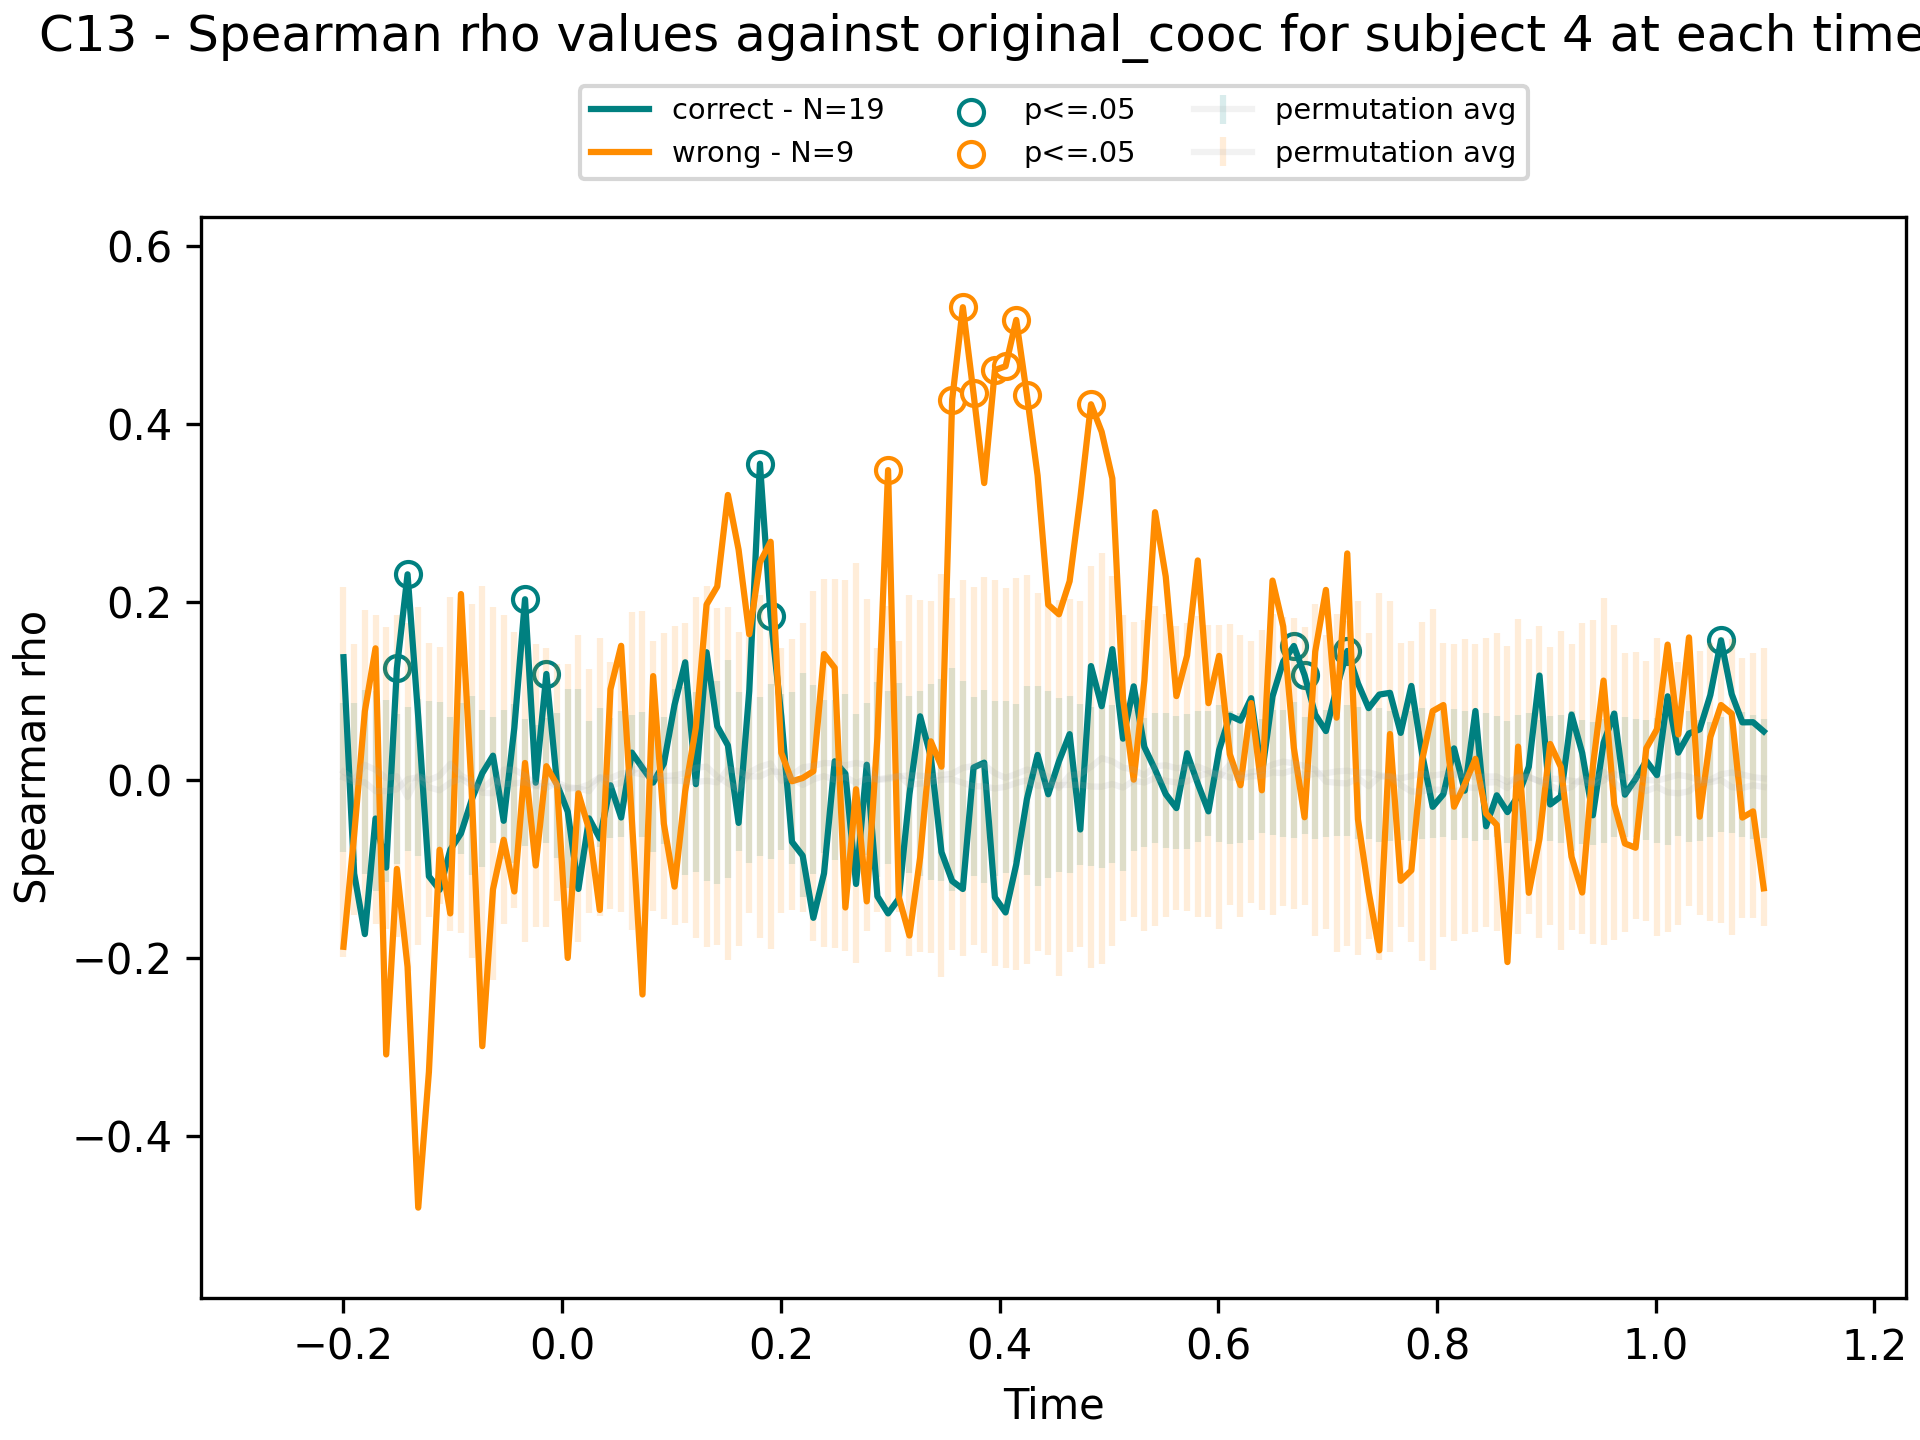 C13 - Spearman rho values against original_cooc for subject 4 at each time
correct - N=19
wrong - N=9
p<=.05
p<=.05
permutation avg
permutation avg
Spearman rho
0.6
0.4
0.2
0.0
−0.2
−0.4
−0.2
0.0
0.2
0.4
0.6
0.8
1.0
1.2
Time